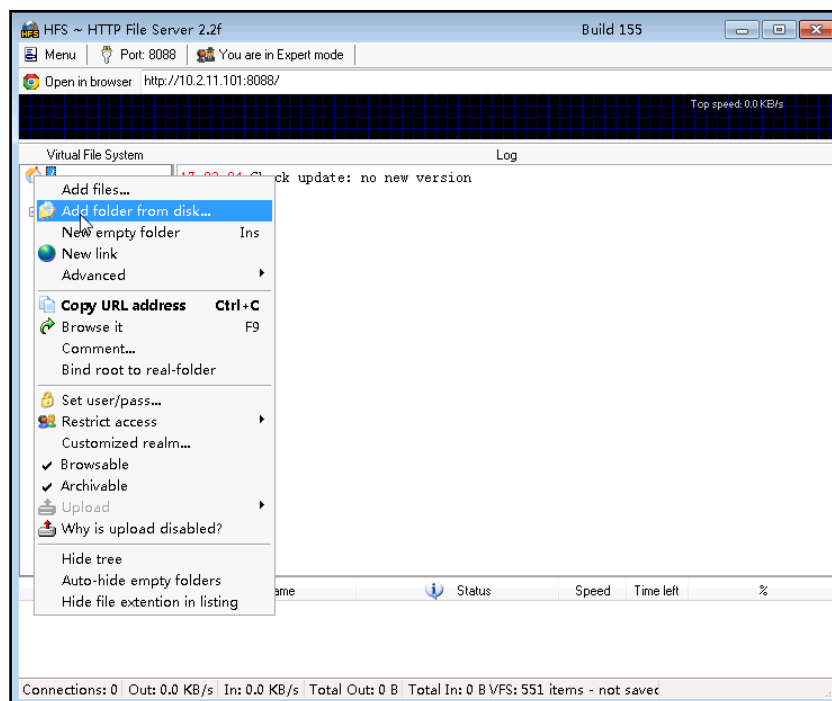 HFS ~ HTTP File Server 2.2f Build 155
Menu Port: 8088 You are in Expert mode
Open in browser http://10.2.11.101:8088/
Top speed: 0.0 KB/s
Virtual File System Log
Check update: no new version
Add files...
Add folder from disk...
New empty folder Ins
New link
Advanced
Copy URL address Ctrl+C
Browse it F9
Comment...
Bind root to real-folder
Set user/pass...
Restrict access
Customized realm...
Browsable
Archivable
Upload
Why is upload disabled?
Hide tree
Auto-hide empty folders
Hide file extention in listing
Status Speed Time left %
Connections: 0 Out: 0.0 KB/s In: 0.0 KB/s Total Out: 0 B Total In: 0 B VFS: 551 items - not saved